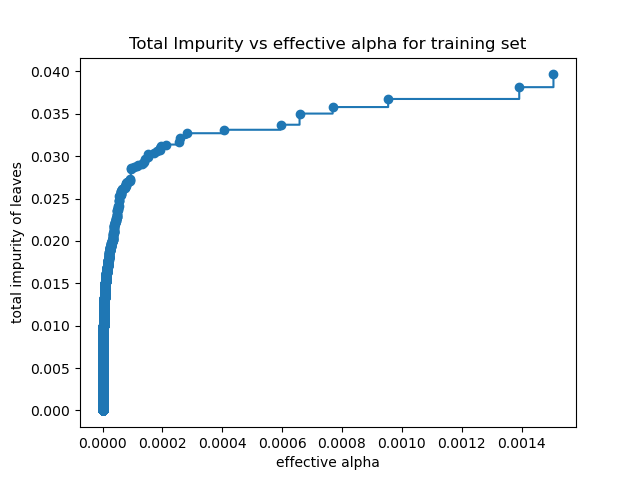 Total Impurity vs effective alpha for training set
0.040
0.035
0.030
0.025
0.020
0.015
0.010
0.005
0.000
total impurity of leaves
0.0000 0.0002 0.0004 0.0006 0.0008 0.0010 0.0012 0.0014
effective alpha